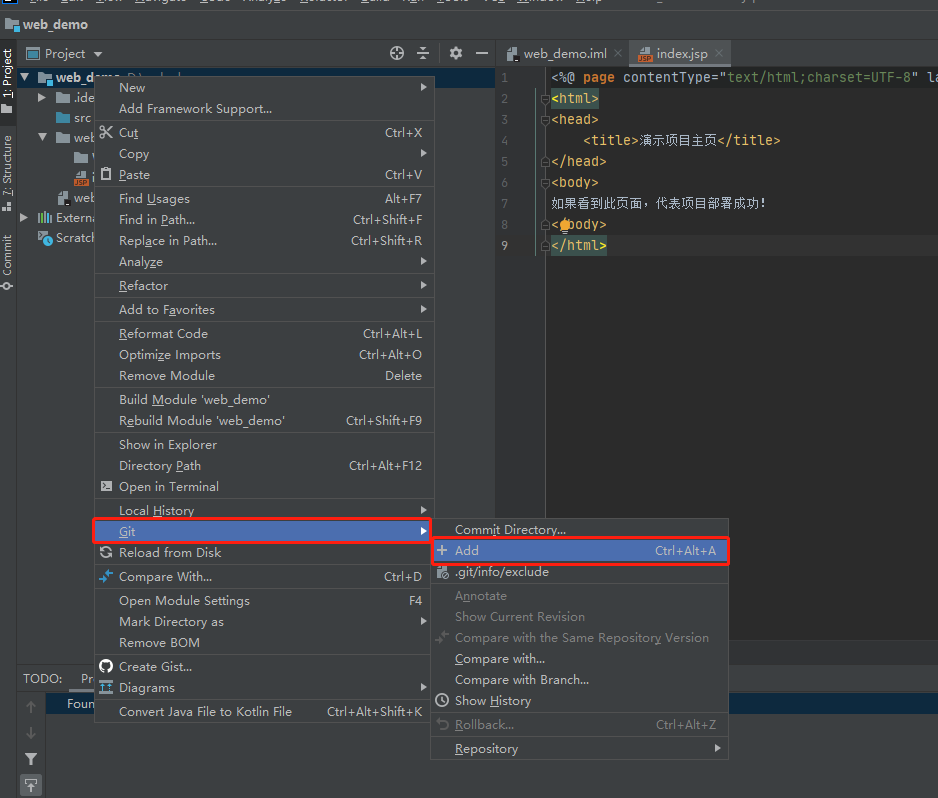 web_demo
Project
web_demo.iml
index.jsp
1: Project
7: Structure
Commit
.ide
src
web
web
Externa
Scratch
New
Add Framework Support...
Cut Ctrl+X
Copy
Paste Ctrl+V
Find Usages Alt+F7
Find in Path... Ctrl+Shift+F
Replace in Path... Ctrl+Shift+R
Analyze
Refactor
Add to Favorites
Reformat Code Ctrl+Alt+L
Optimize Imports Ctrl+Alt+O
Remove Module Delete
Build Module 'web_demo'
Rebuild Module 'web_demo' Ctrl+Shift+F9
Show in Explorer
Directory Path Ctrl+Alt+F12
Open in Terminal
Local History
Git
Reload from Disk
Compare With... Ctrl+D
Open Module Settings F4
Mark Directory as
Remove BOM
Create Gist...
Diagrams
Convert Java File to Kotlin File Ctrl+Alt+Shift+K
Commit Directory...
Add Ctrl+Alt+A
.git/info/exclude
Annotate
Show Current Revision
Compare with the Same Repository Version
Compare with...
Compare with Branch...
Show History
Rollback... Ctrl+Alt+Z
Repository
1 <%@ page contentType="text/html;charset=UTF-8" la
2 <html>
3 <head>
4 <title>演示项目主页</title>
5 </head>
6 <body>
7 如果看到此页面，代表项目部署成功！
8 <body>
9 </html>
TODO: Pr
Foun